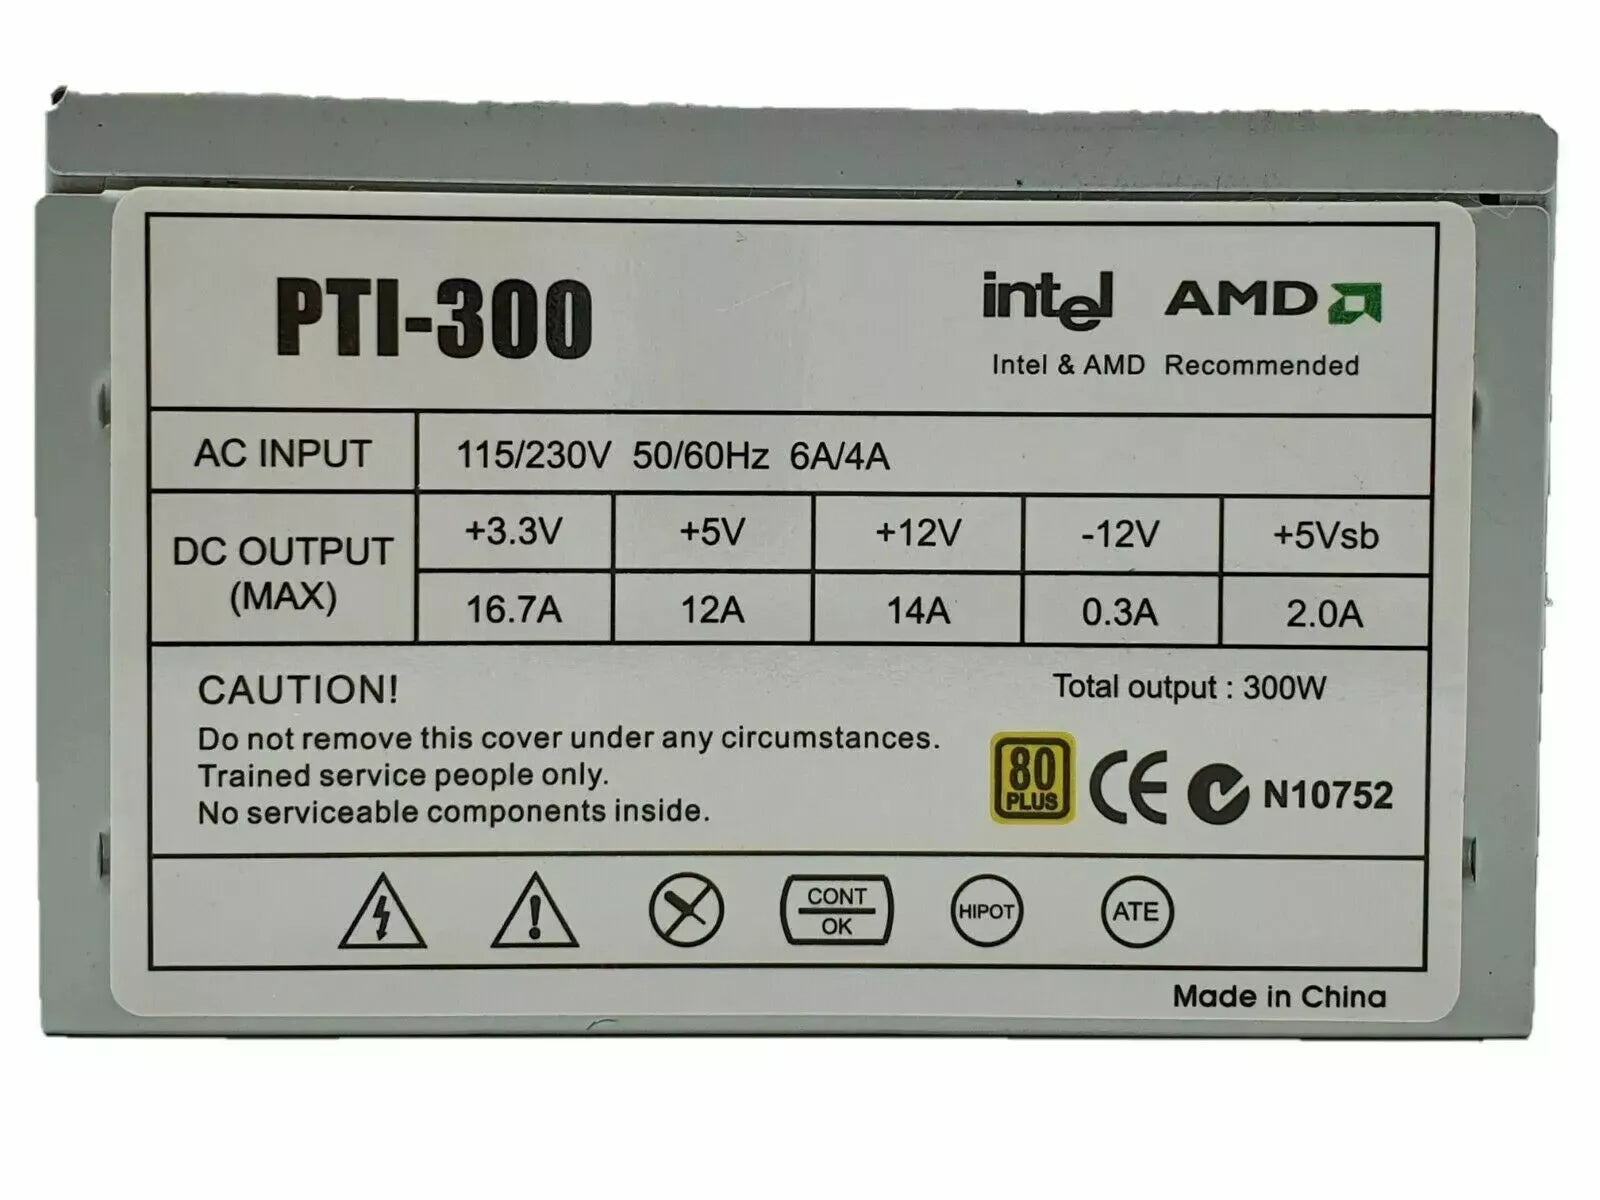 PTI-300
intel AMD
Intel & AMD Recommended
AC INPUT 115/230V 50/60Hz 6A/4A
DC OUTPUT (MAX)
+3.3V +5V +12V -12V +5Vsb
16.7A 12A 14A 0.3A 2.0A
CAUTION!
Total output : 300W
Do not remove this cover under any circumstances.
Trained service people only.
No serviceable components inside.
80
PLUS
CE
N10752
CONT
OK
HIPOT
ATE
Made in China